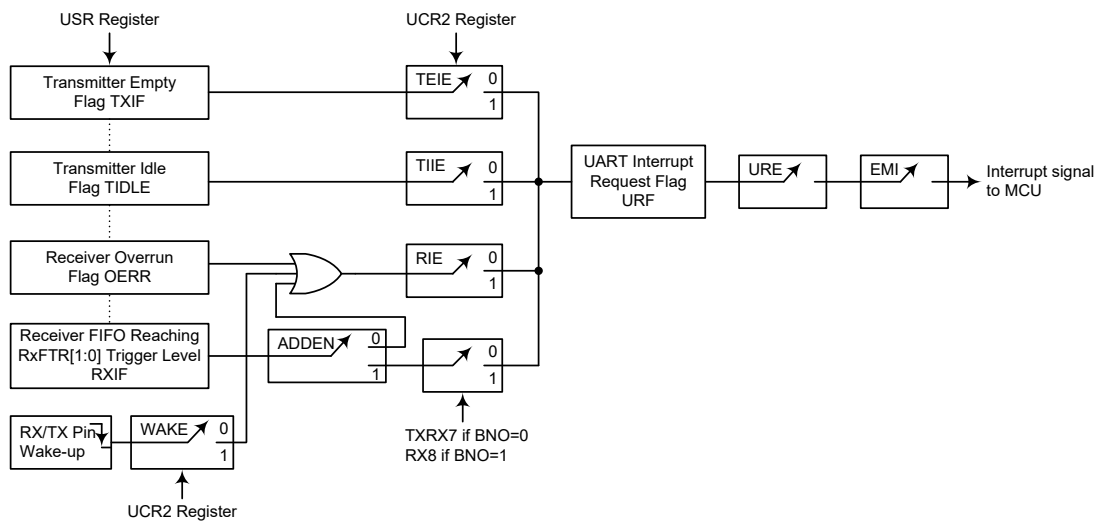 USR Register
UCR2 Register
Transmitter Empty
Flag TXIF
TEIE
0
1
Transmitter Idle
Flag TIDLE
TIIE
0
1
UART Interrupt
Request Flag
URF
URE
EMI
Interrupt signal
to MCU
Receiver Overrun
Flag OERR
RIE
0
1
Receiver FIFO Reaching
RxFTR[1:0] Trigger Level
RXIF
ADDEN
0
1
0
1
RX/TX Pin
Wake-up
WAKE
0
1
TXRX7 if BNO=0
RX8 if BNO=1
UCR2 Register